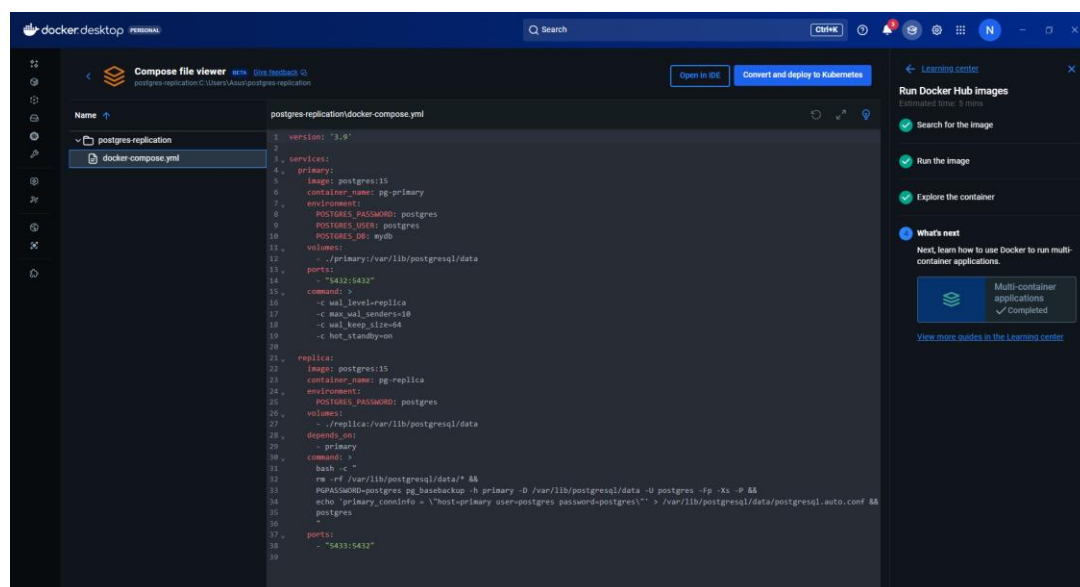 docker desktop PERSONAL
Search
Ctrl+K
3
N
Compose file viewer BETA Give feedback
postgres-replication C:\Users\Asus\postgres-replication
Open in IDE
Convert and deploy to Kubernetes
Name
postgres-replication
docker-compose.yml
postgres-replication\docker-compose.yml
1 version: '3.9'
2
3 services:
4 primary:
5 image: postgres:15
6 container_name: pg-primary
7 environment:
8 POSTGRES_PASSWORD: postgres
9 POSTGRES_USER: postgres
10 POSTGRES_DB: mydb
11 volumes:
12 - ./primary:/var/lib/postgresql/data
13 ports:
14 - "5432:5432"
15 command: >
16 -c wal_level=replica
17 -c max_wal_senders=10
18 -c wal_keep_size=64
19 -c hot_standby=on
20
21 replica:
22 image: postgres:15
23 container_name: pg-replica
24 environment:
25 POSTGRES_PASSWORD: postgres
26 volumes:
27 - ./replica:/var/lib/postgresql/data
28 depends_on:
29 - primary
30 command: >
31 bash -c "
32 rm -rf /var/lib/postgresql/data/* &&
33 PGPASSWORD=postgres pg_basebackup -h primary -D /var/lib/postgresql/data -U postgres -Fp -Xs -P &&
34 echo 'primary_conninfo = \"host=primary user=postgres password=postgres\"' > /var/lib/postgresql/data/postgresql.auto.conf &&
35 postgres
36 "
37 ports:
38 - "5433:5432"
39
Learning center
Run Docker Hub images
Estimated time: 5 mins
Search for the image
Run the image
Explore the container
4 What's next
Next, learn how to use Docker to run multi-
container applications.
Multi-container
applications
Completed
View more guides in the Learning center